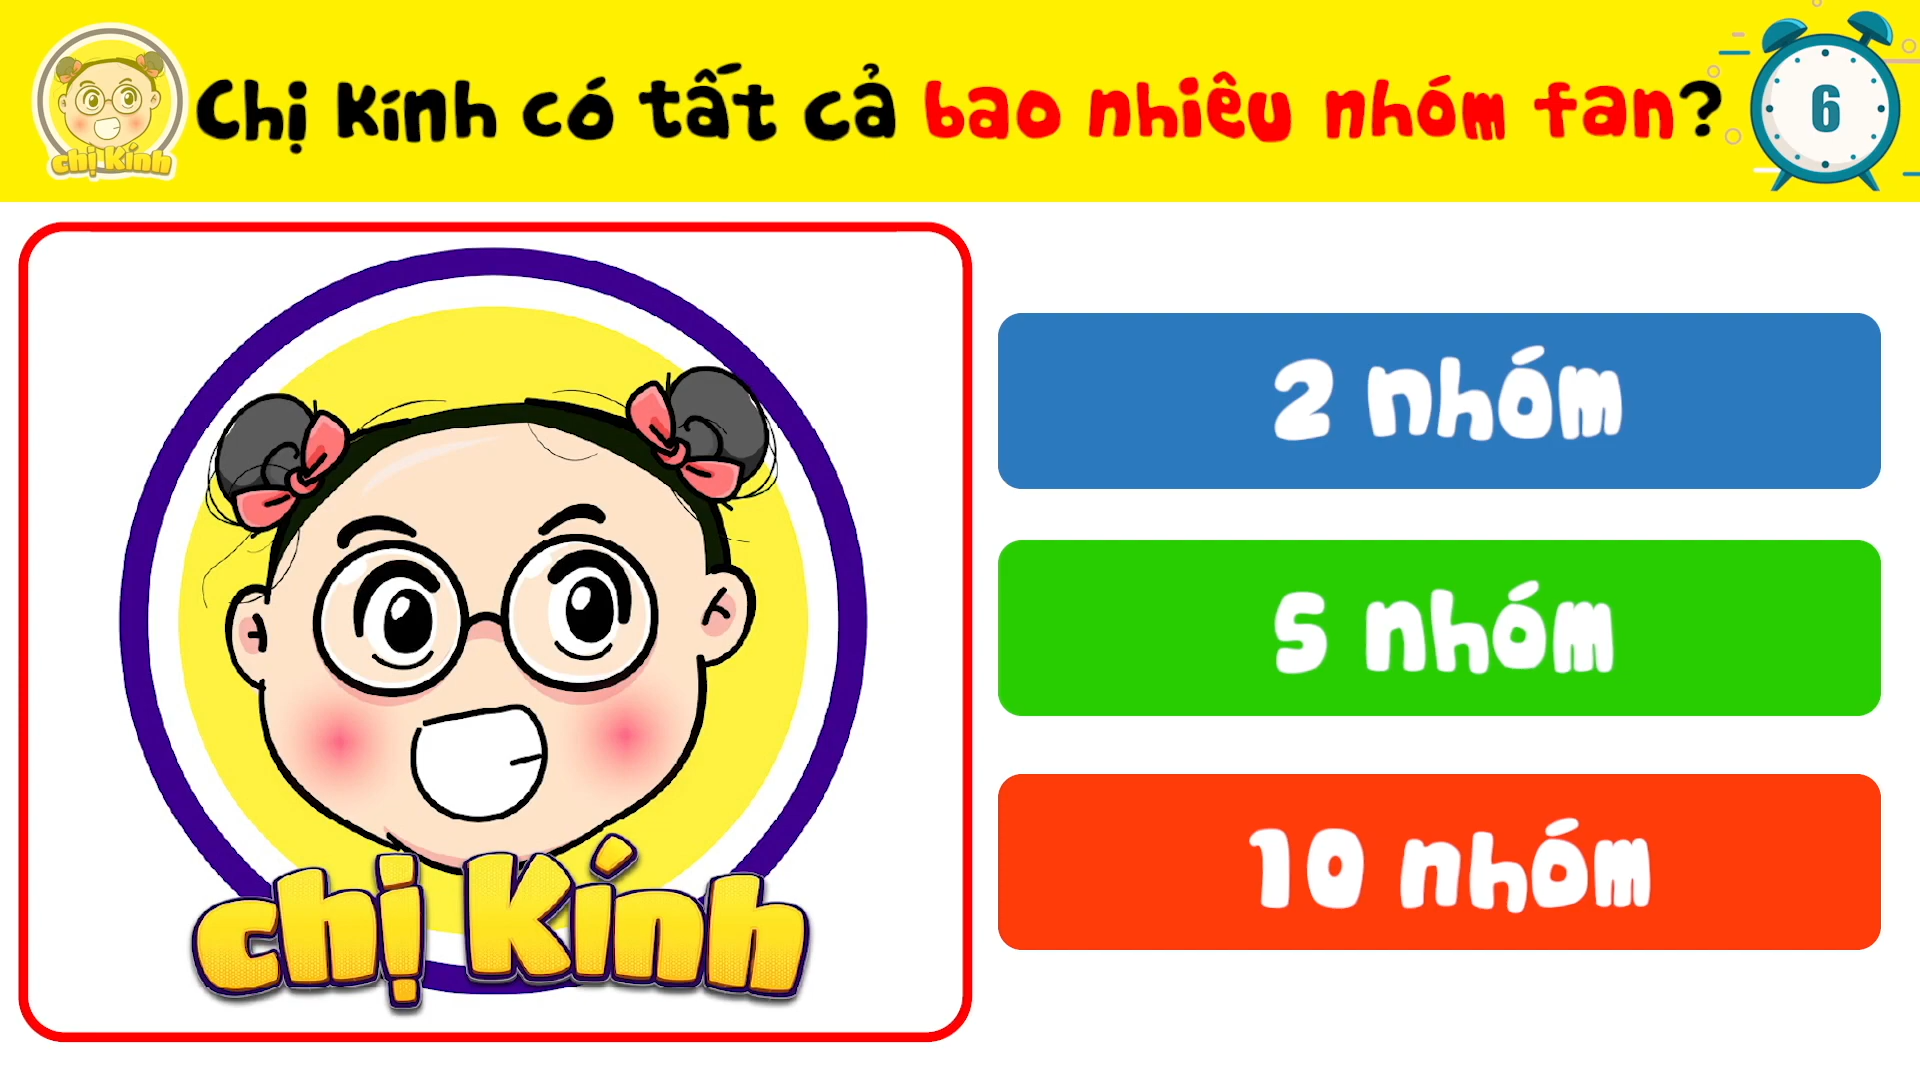 Chị Kính có tất cả bao nhiêu nhóm fan?
6
chị Kính
chị Kính
2 nhóm
5 nhóm
10 nhóm